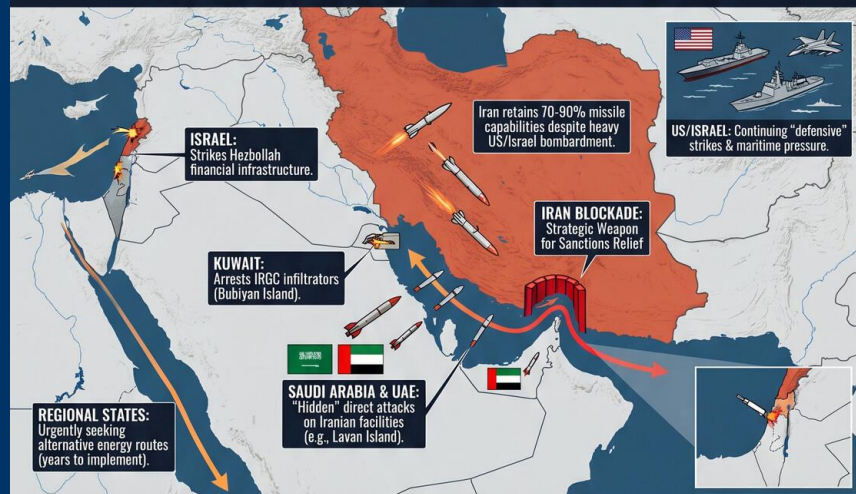 US/ISRAEL: Continuing "defensive"
strikes & maritime pressure.
Iran retains 70-90% missile
capabilities despite heavy
US/Israel bombardment.
ISRAEL:
Strikes Hezbollah
financial infrastructure.
IRAN BLOCKADE:
Strategic Weapon
for Sanctions Relief
KUWAIT:
Arrests IRGC infiltrators
(Bubiyan Island).
SAUDI ARABIA & UAE:
"Hidden" direct attacks
on Iranian facilities
(e.g., Lavan Island).
REGIONAL STATES:
Urgently seeking
alternative energy routes
(years to implement).